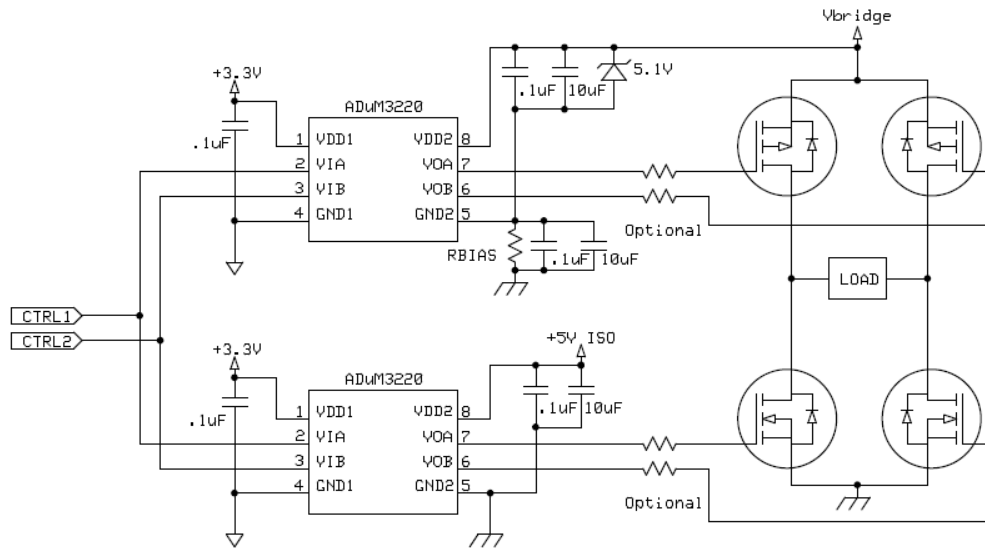 Vbridge
+3.3V
.1uF
ADuM3220
1 VDD1 VDD2 8
2 VIA VOA 7
3 VIB VOB 6
4 GND1 GND2 5
.1uF 10uF 5.1V
Optional
RBIAS .1uF 10uF
LOAD
CTRL1
CTRL2
+3.3V
.1uF
ADuM3220
1 VDD1 VDD2 8
2 VIA VOA 7
3 VIB VOB 6
4 GND1 GND2 5
+5V ISO
.1uF 10uF
Optional